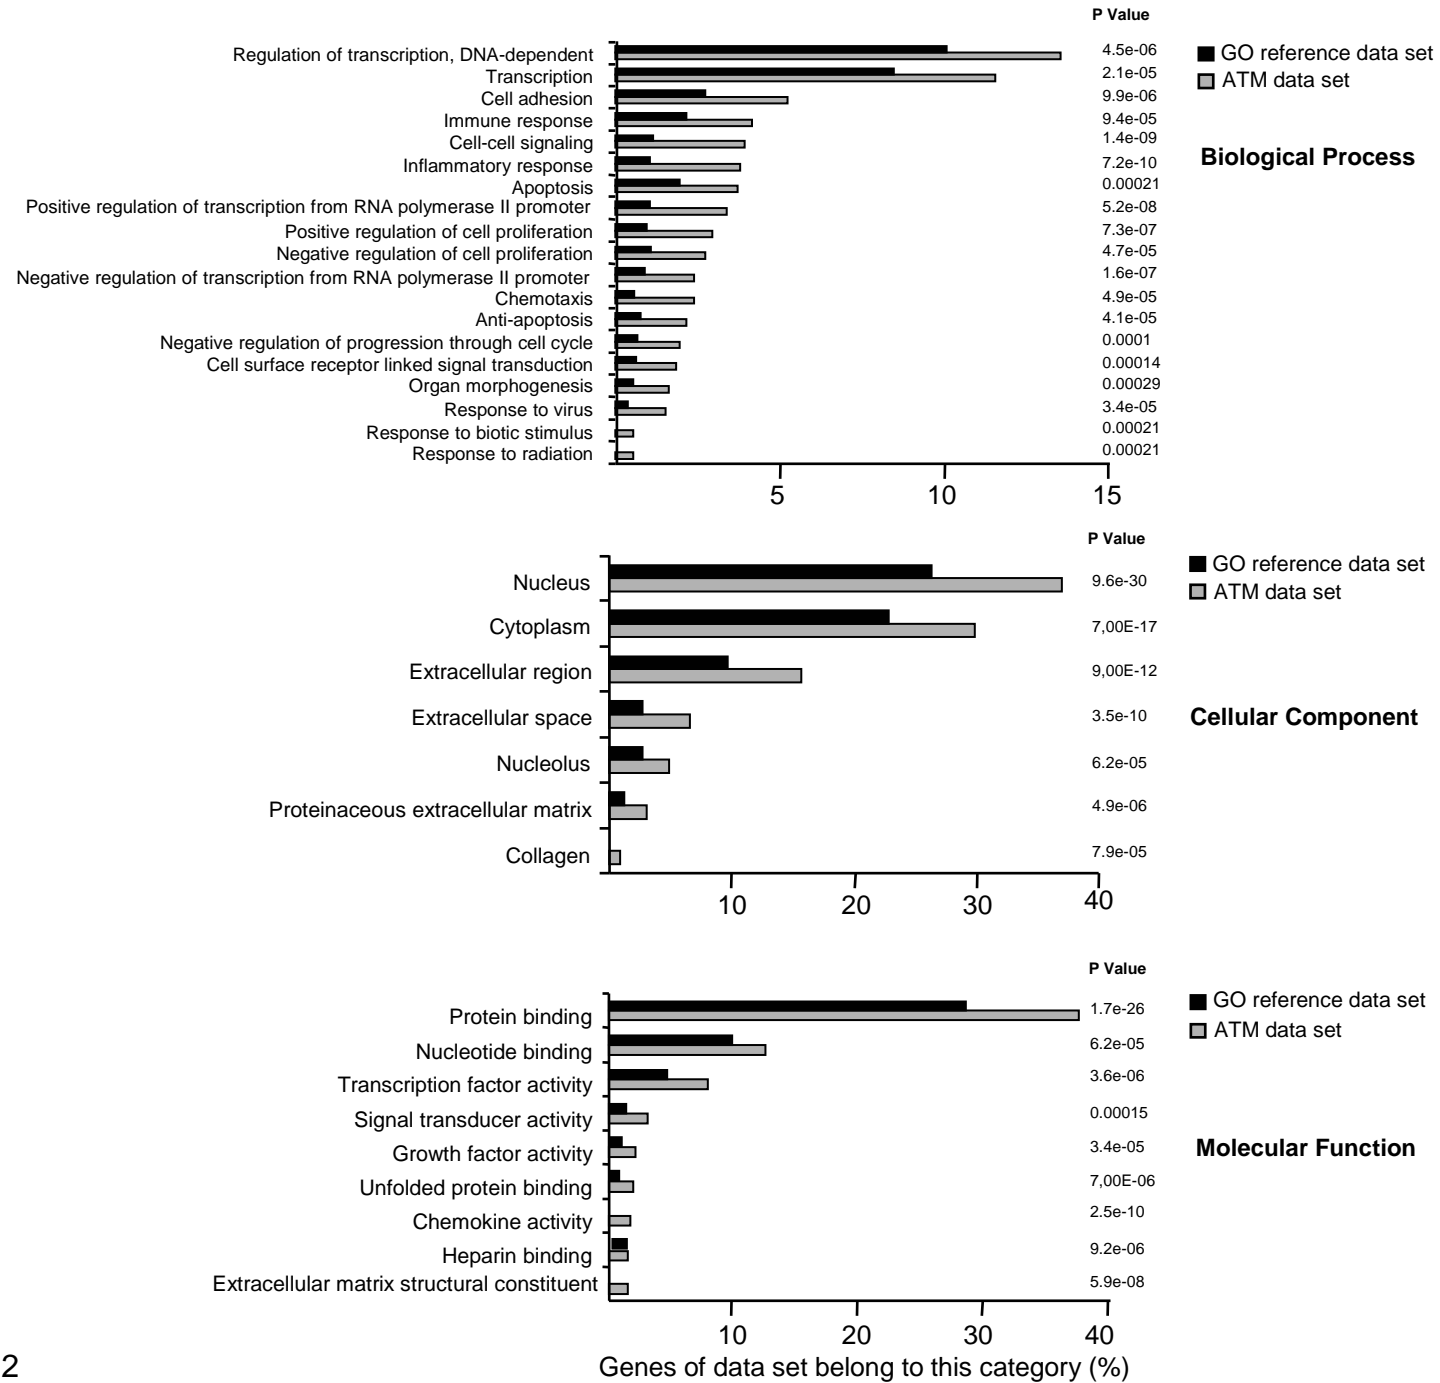 P Value
Regulation of transcription, DNA-dependent 4.5e-06
GO reference data set
Transcription 2.1e-05
ATM data set
Cell adhesion 9.9e-06
Immune response 9.4e-05
Cell-cell signaling 1.4e-09
Biological Process
Inflammatory response 7.2e-10
Apoptosis 0.00021
Positive regulation of transcription from RNA polymerase II promoter 5.2e-08
Positive regulation of cell proliferation 7.3e-07
Negative regulation of cell proliferation 4.7e-05
Negative regulation of transcription from RNA polymerase II promoter 1.6e-07
Chemotaxis 4.9e-05
Anti-apoptosis 4.1e-05
Negative regulation of progression through cell cycle 0.0001
Cell surface receptor linked signal transduction 0.00014
Organ morphogenesis 0.00029
Response to virus 3.4e-05
Response to biotic stimulus 0.00021
Response to radiation 0.00021
5 10 15
P Value
GO reference data set
Nucleus 9.6e-30
ATM data set
Cytoplasm 7,00E-17
Extracellular region 9,00E-12
Extracellular space 3.5e-10
Cellular Component
Nucleolus 6.2e-05
Proteinaceous extracellular matrix 4.9e-06
Collagen 7.9e-05
10 20 30 40
P Value
GO reference data set
Protein binding 1.7e-26
ATM data set
Nucleotide binding 6.2e-05
Transcription factor activity 3.6e-06
Signal transducer activity 0.00015
Growth factor activity 3.4e-05
Molecular Function
Unfolded protein binding 7,00E-06
Chemokine activity 2.5e-10
Heparin binding 9.2e-06
Extracellular matrix structural constituent 5.9e-08
10 20 30 40
Genes of data set belong to this category (%)
2